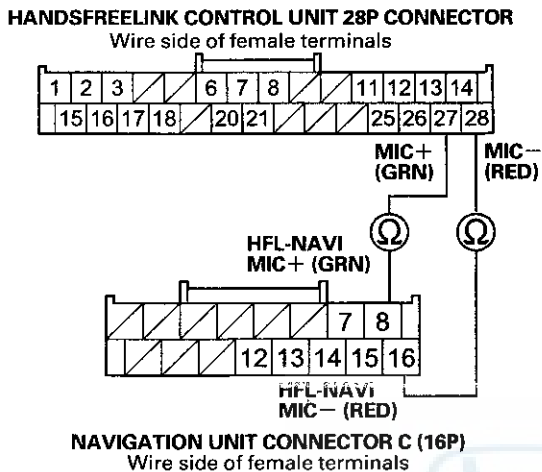 HANDSFREELINK CONTROL UNIT 28P CONNECTOR
Wire side of female terminals
1 2 3 6 7 8 11 12 13 14
15 16 17 18 20 21 25 26 27 28
MIC+ (GRN)
MIC− (RED)
Ω Ω
HFL-NAVI
MIC+ (GRN)
7 8
12 13 14 15 16
HFL-NAVI
MIC− (RED)
NAVIGATION UNIT CONNECTOR C (16P)
Wire side of female terminals